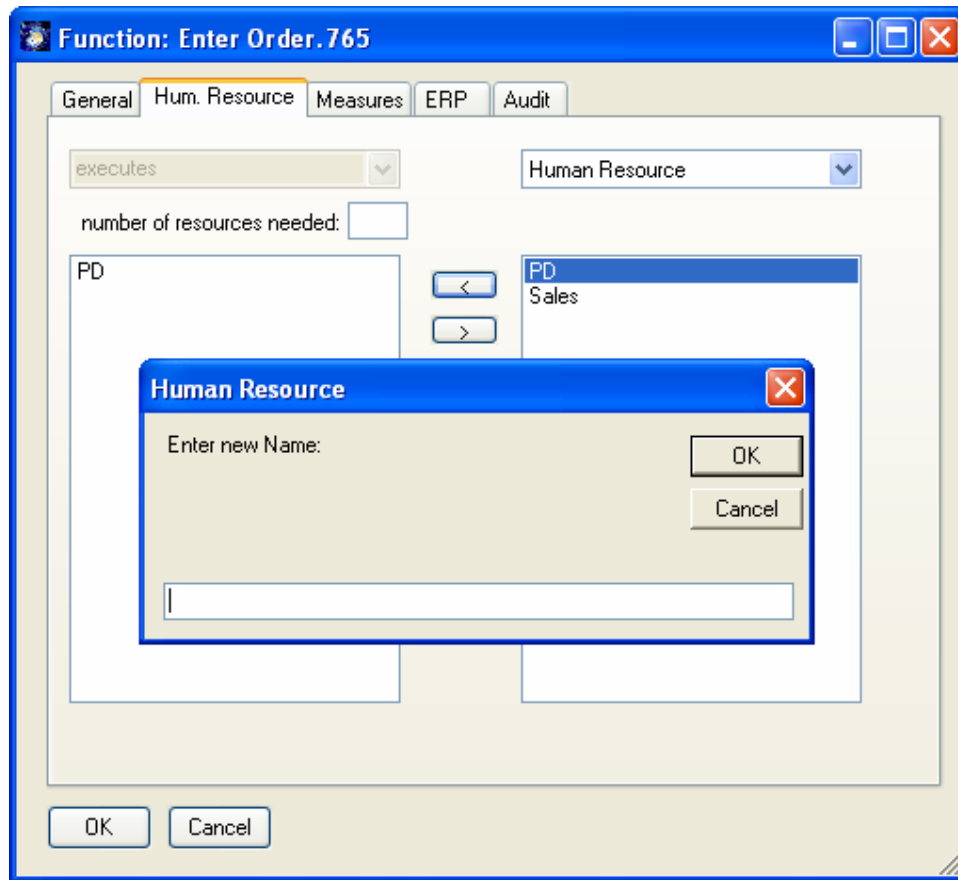 Function: Enter Order.765
General Hum. Resource Measures ERP Audit
executes Human Resource
number of resources needed:
PD < PD
Sales
>
Human Resource
Enter new Name:
OK
Cancel
OK Cancel